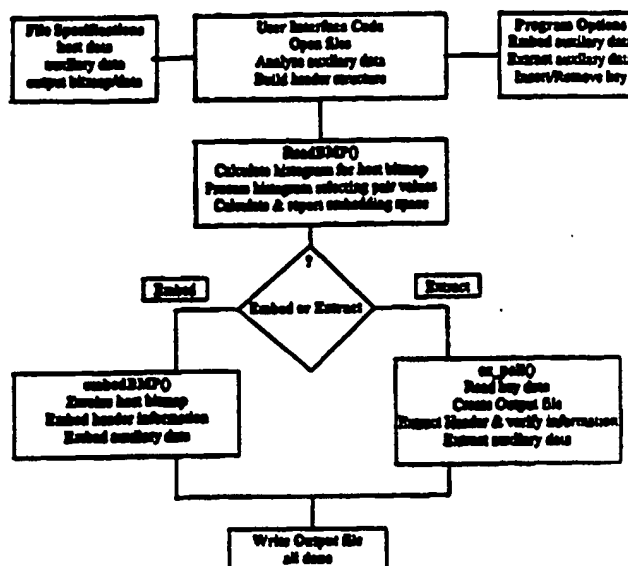 File Specifications
host data
auxiliary data
output bitmap/data
User Interface Code
Open files
Analyze auxiliary data
Build header structure
Program Options
Embed auxiliary data
Extract auxiliary data
Insert/Remove key
ReadBMP()
Calculate histogram for host bitmap
Process histogram selecting pair values
Calculate & report embedding space
?
Embed
Embed or Extract
Extract
embedBMP()
Zeroize host bitmap
Embed header information
Embed auxiliary data
ex_poll()
Read key data
Create Output file
Extract Header & verify information
Extract auxiliary data
Write Output file
all done